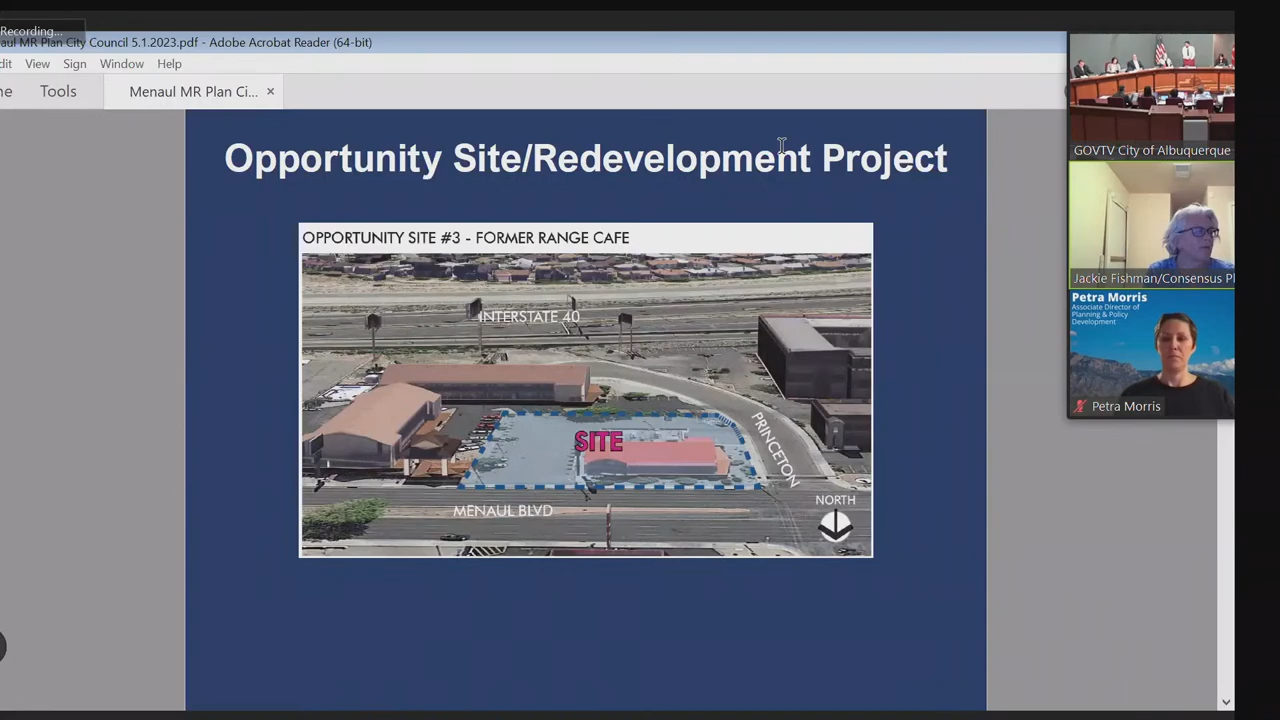 Recording...
aul MR Plan City Council 5.1.2023.pdf - Adobe Acrobat Reader (64-bit)
dit View Sign Window Help
ne Tools Menaul MR Plan Ci... ×
Opportunity Site/Redevelopment Project
OPPORTUNITY SITE #3 - FORMER RANGE CAFE
INTERSTATE 40
SITE
PRINCETON
MENAUL BLVD
NORTH
GOVTV City of Albuquerque
Jackie Fishman/Consensus Pl
Petra Morris
Associate Director of
Planning & Policy
Development
Petra Morris